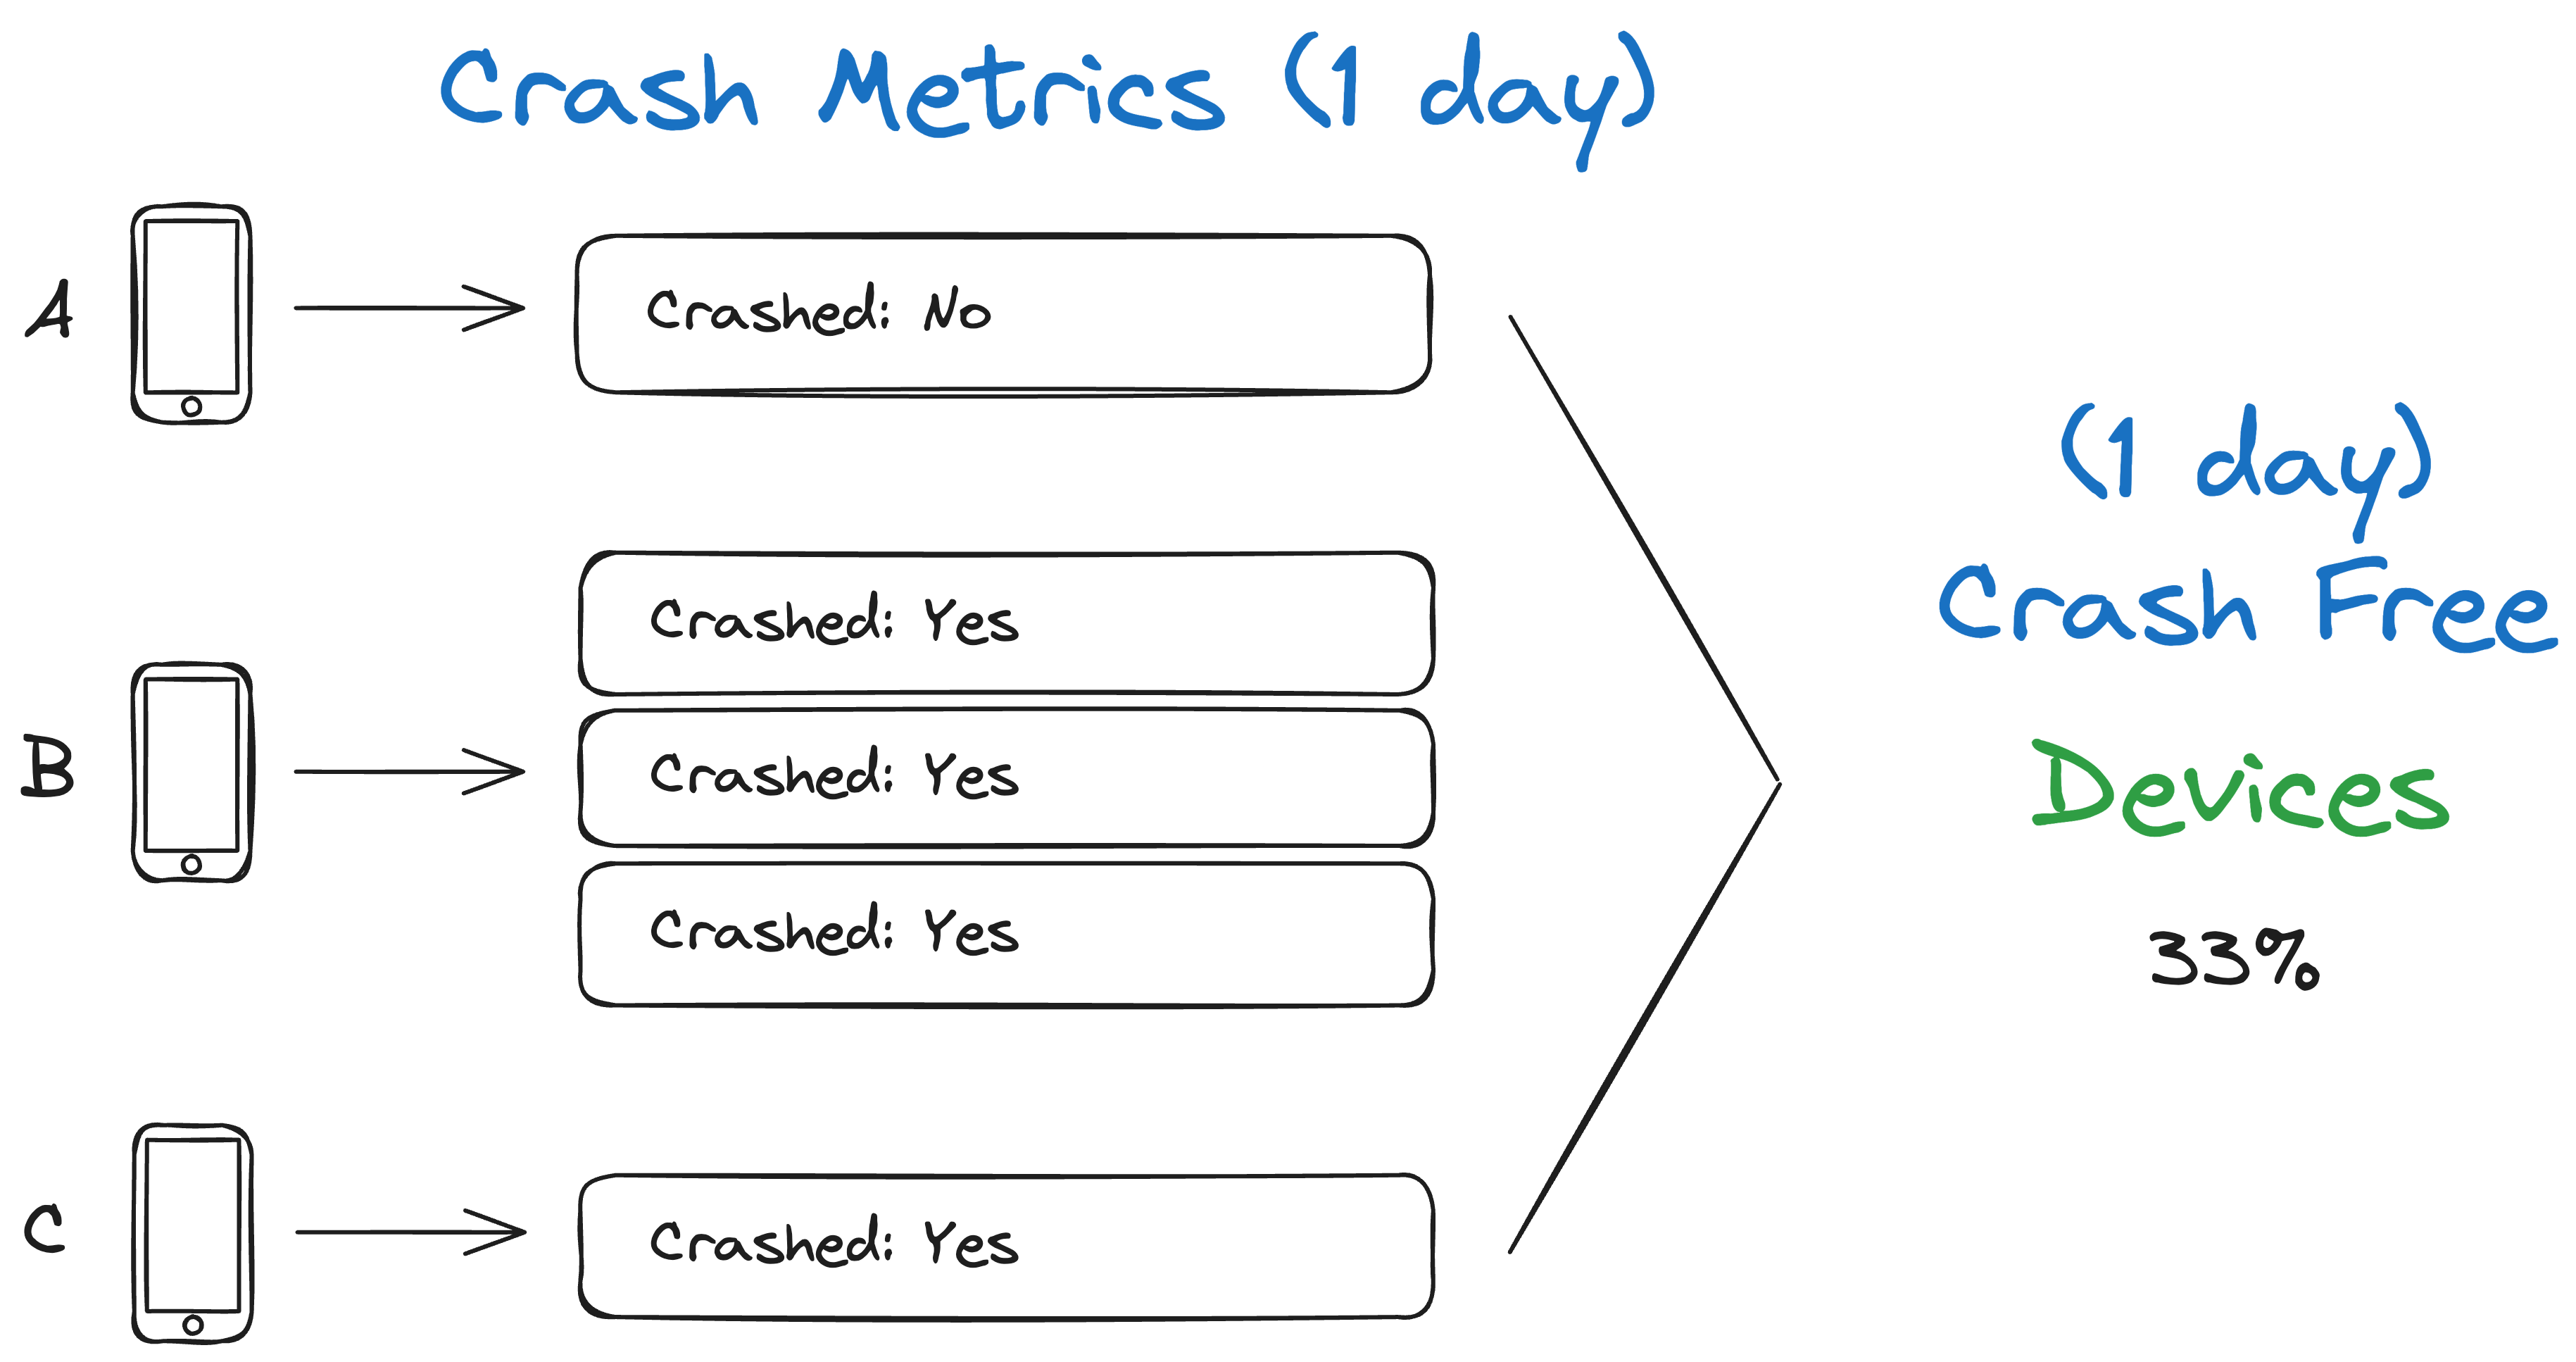 Crash Metrics (1 day)
A
Crashed: No
B
Crashed: Yes
Crashed: Yes
Crashed: Yes
C
Crashed: Yes
(1 day)
Crash Free
Devices
33%